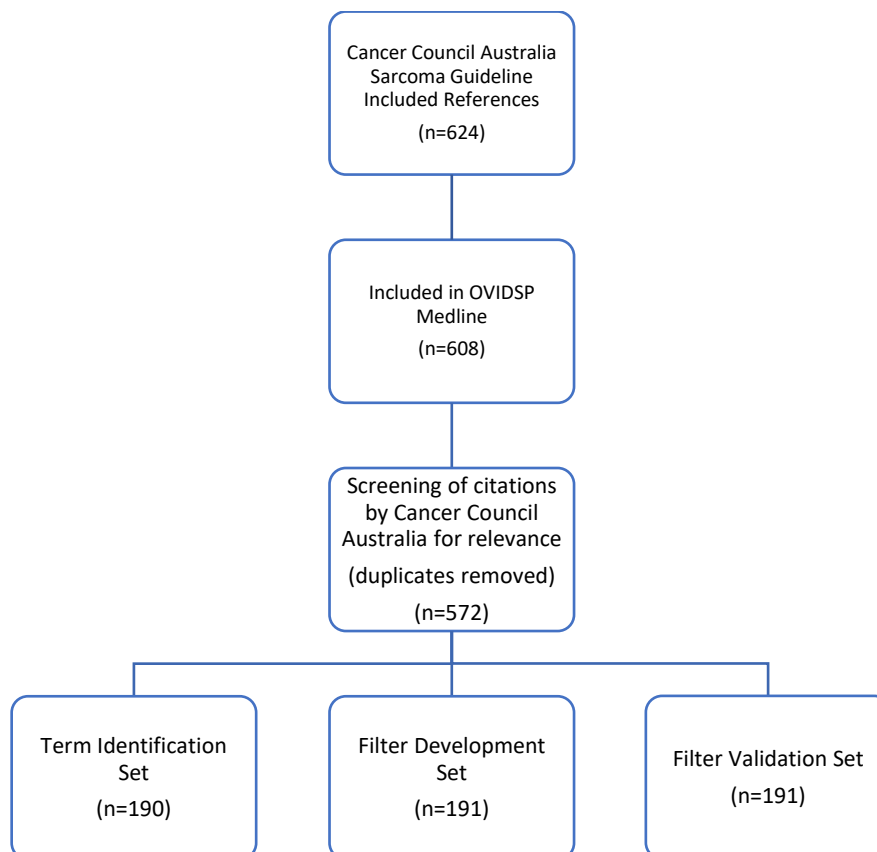 Cancer Council Australia
Sarcoma Guideline
Included References
(n=624)
Included in OVIDSP
Medline
(n=608)
Screening of citations
by Cancer Council
Australia for relevance
(duplicates removed)
(n=572)
Term Identification
Set
(n=190)
Filter Development
Set
(n=191)
Filter Validation Set
(n=191)